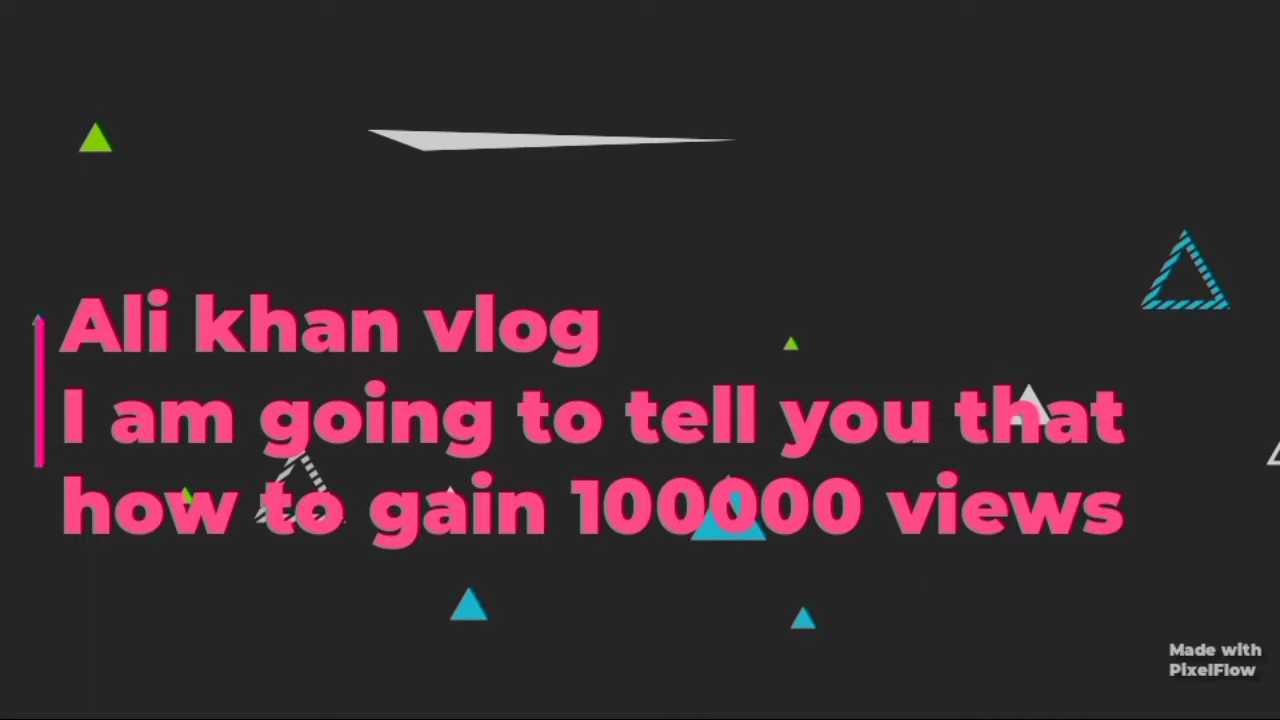 Ali khan vlog
I am going to tell you that
how to gain 100000 views
Made with
PixelFlow